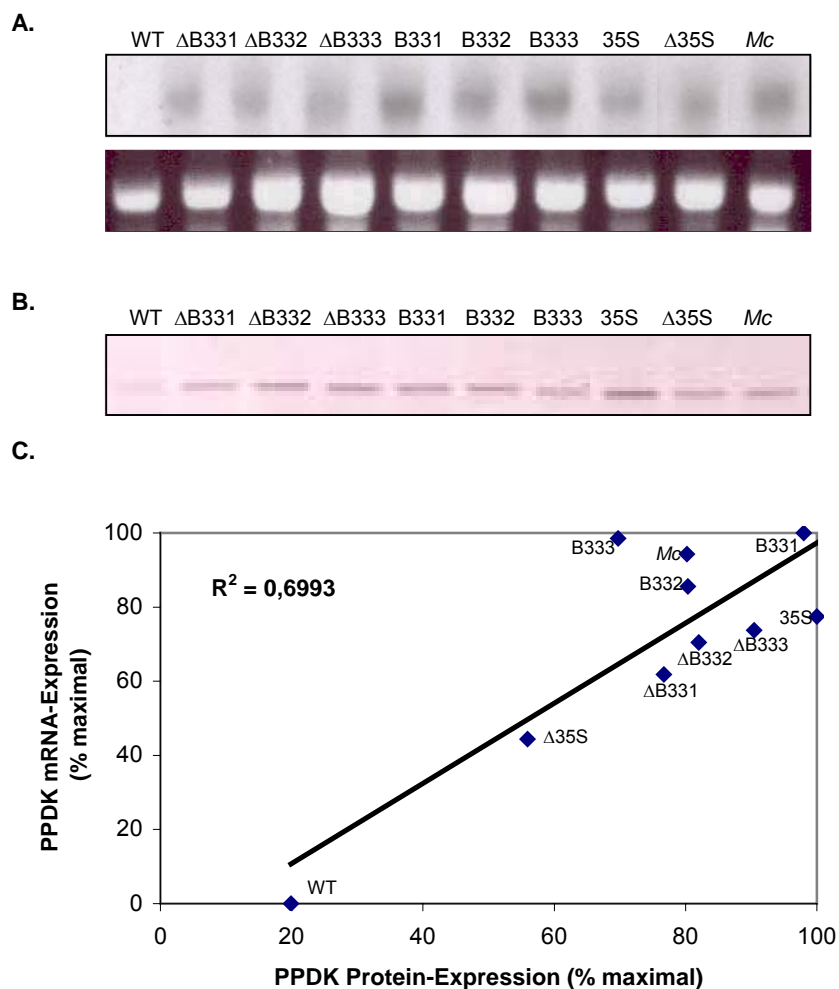 A.
WT ΔB331 ΔB332 ΔB333 B331 B332 B333 35S Δ35S Mc
B.
WT ΔB331 ΔB332 ΔB333 B331 B332 B333 35S Δ35S Mc
C.
PPDK mRNA-Expression
(% maximal)
100
80
60
40
20
0
R² = 0,6993
B333
Mc
B331
B332
35S
ΔB332
ΔB333
ΔB331
Δ35S
WT
0 20 40 60 80 100
PPDK Protein-Expression (% maximal)